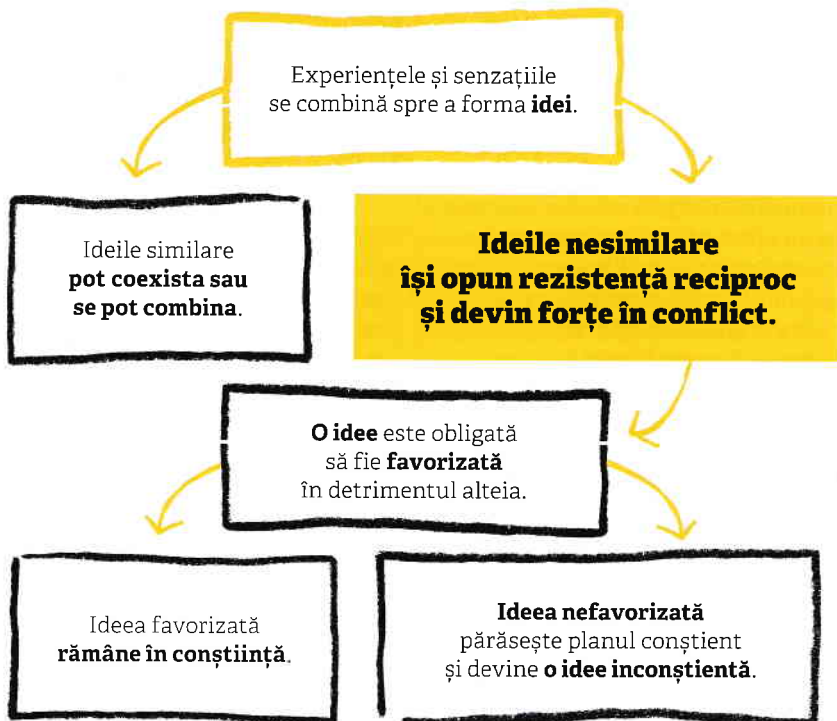 Experiențele și senzațiile
se combină spre a forma idei.
Ideile similare
pot coexista sau
se pot combina.
Ideile nesimilare
își opun rezistență reciproc
și devin forțe în conflict.
O idee este obligată
să fie favorizată
în detrimentul alteia.
Ideea favorizată
rămâne în conștiință.
Ideea nefavorizată
părăsește planul conștient
și devine o idee inconștientă.